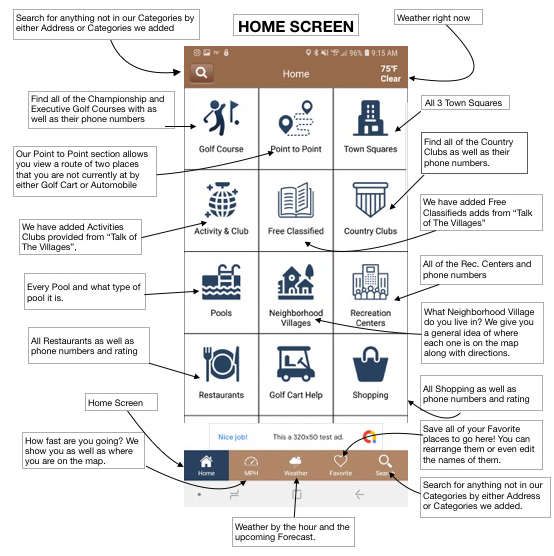 HOME SCREEN
Search for anything not in our Categories by
either Address or Categories we added
Weather right now
96% 9:15 AM
Home
75°F
Clear
Find all of the Championship and
Executive Golf Courses with as
well as their phone numbers
All 3 Town Squares
Golf Course
Point to Point
Town Squares
Our Point to Point section allows
you view a route of two places
that you are not currently at by
either Golf Cart or Automobile
Find all of the Country
Clubs as well as their
phone numbers.
Activity & Club
Free Classified
Country Clubs
We have added Activities
Clubs provided from “Talk of
The Villages”,
We have added Free
Classifieds adds from “Talk
of The Villages”
Every Pool and what type of
pool it is.
All of the Rec. Centers and
phone numbers
Pools
Neighborhood
Villages
Recreation
Centers
What Neighborhood Village
do you live in? We give you
a general idea of where
each one is on the map
along with directions.
All Restaurants as well as
phone numbers and rating
Restaurants
Golf Cart Help
Shopping
All Shopping as well as
phone numbers and rating
Home Screen
Nice job!
This a 320x50 test ad.
Save all of your Favorite
places to go here! You can
rearrange them or even edit
the names of them.
How fast are you going? We
show you as well as where
you are on the map.
Home
MPH
Weather
Favorite
Search for anything not in our
Categories by either Address
or Categories we added.
Weather by the hour and the
upcoming Forecast.